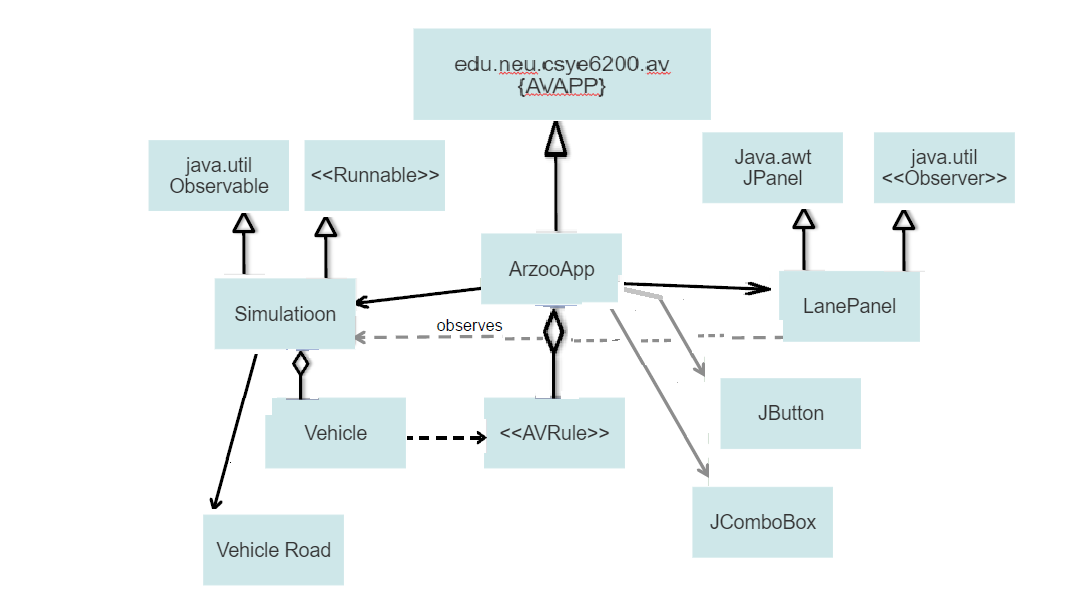 edu.neu.csye6200.av
{AVAPP}
java.util
Observable
<<Runnable>>
Java.awt
JPanel
java.util
<<Observer>>
ArzooApp
Simulatioon
LanePanel
observes
Vehicle
<<AVRule>>
JButton
JComboBox
Vehicle Road